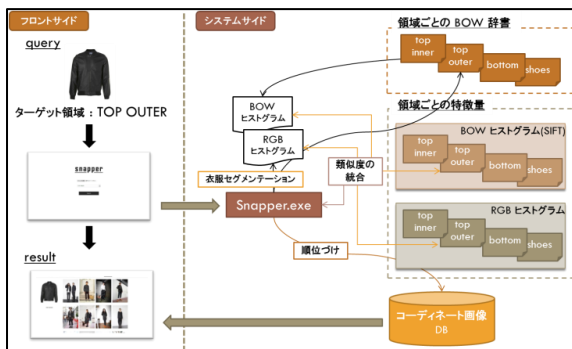 フロントサイド
query
ターゲット領域：TOP OUTER
snapper
result
システムサイド
BOW
ヒストグラム
RGB
ヒストグラム
衣服セグメンテーション
Snapper.exe
類似度の
統合
順位づけ
領域ごとの BOW 辞書
top
inner
top
outer
bottom
shoes
領域ごとの特徴量
BOW ヒストグラム(SIFT)
top
inner
top
outer
bottom
shoes
RGB ヒストグラム
top
inner
top
outer
bottom
shoes
コーディネート画像
DB